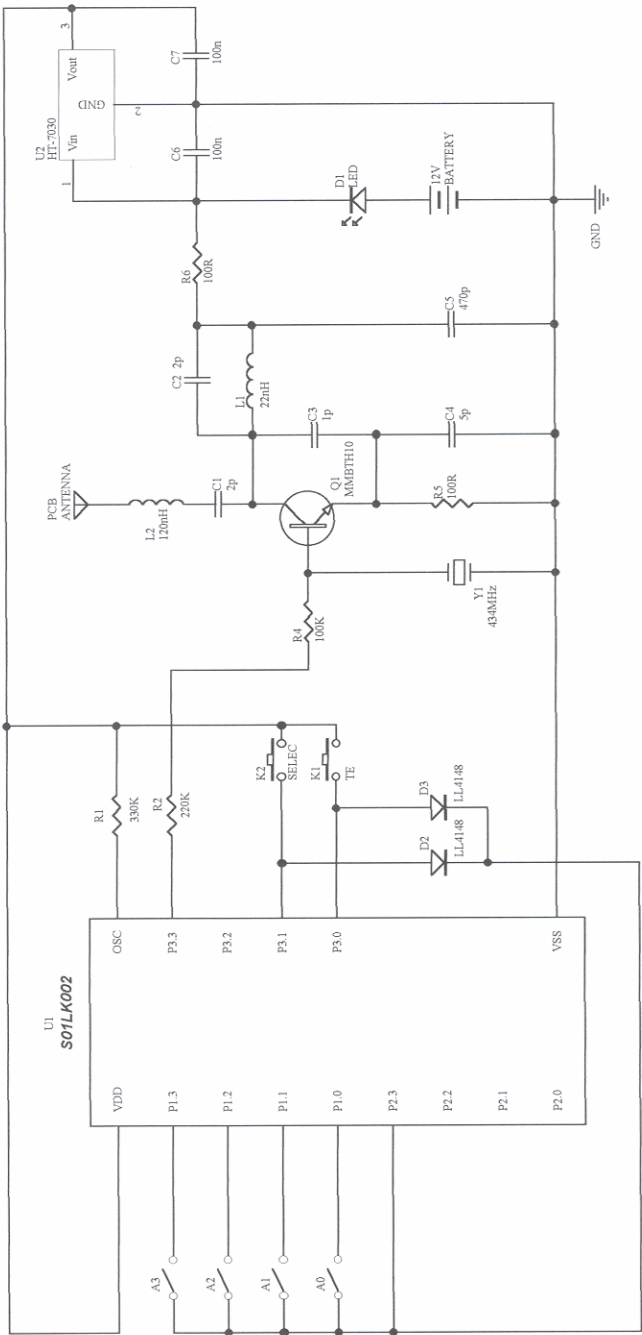 U2
HT-7030
3
Vout
GND
Vin
2
1
C7
100n
C6
100n
D1
LED
12V
BATTERY
GND
R6
100R
C2 2p
L1
22nH
C5
470p
C3
1p
C4
5p
PCB
ANTENNA
L2
120nH
C1
2p
Q1
MMBTH10
R5
100R
R4
100K
Y1
434MHz
R1
330K
R2
220K
K2
SELEC
K1
TE
D3
LL4148
D2
LL4148
U1
S01LK002
OSC
P3.3
P3.2
P3.1
P3.0
VSS
VDD
P1.3
P1.2
P1.1
P1.0
P2.3
P2.2
P2.1
P2.0
A3
A2
A1
A0